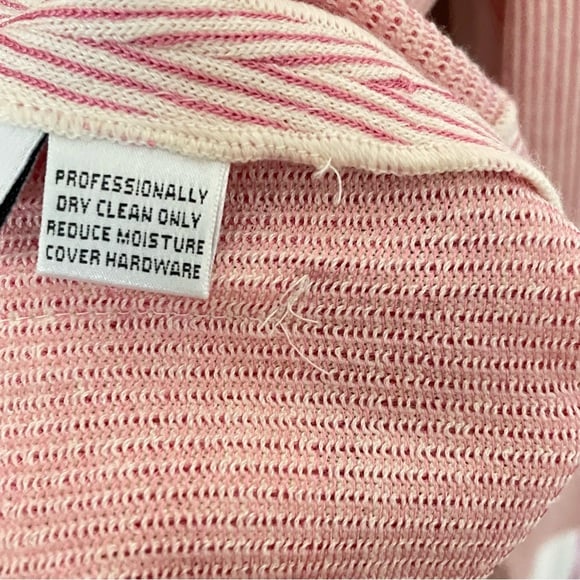 PROFESSIONALLY
DRY CLEAN ONLY
REDUCE MOISTURE
COVER HARDWARE